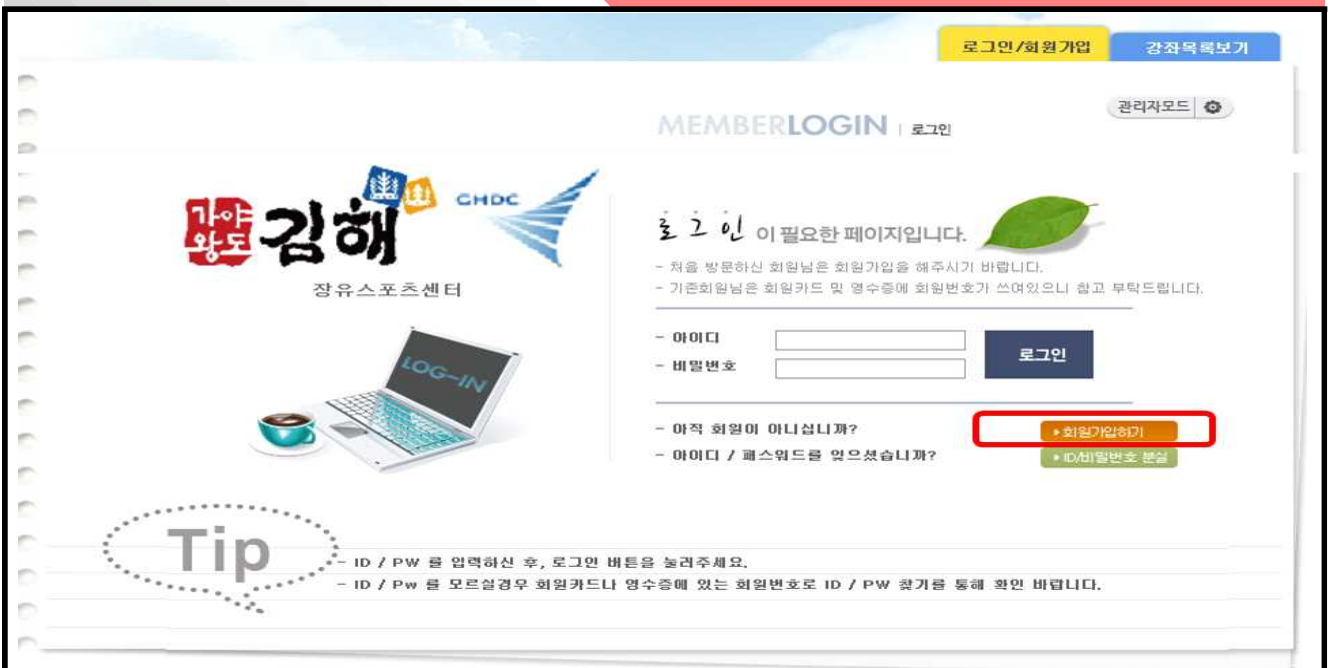 로그인/회원가입
강좌목록보기
관리자모드
MEMBERLOGIN | 로그인
가야
왕도
김해
GHDC
장유스포츠센터
로그인 이 필요한 페이지입니다.
- 처음 방문하신 회원님은 회원가입을 해주시기 바랍니다.
- 기존회원님은 회원카드 및 영수증에 회원번호가 쓰여있으니 참고 부탁드립니다.
- 아이디
- 비밀번호
로그인
LOG-IN
- 아직 회원이 아니십니까?
▸회원가입하기
- 아이디 / 패스워드를 잊으셨습니까?
▸ID/비밀번호 분실
Tip
- ID / PW 를 입력하신 후, 로그인 버튼을 눌러주세요.
- ID / Pw 를 모르실경우 회원카드나 영수증에 있는 회원번호로 ID / PW 찾기를 통해 확인 바랍니다.